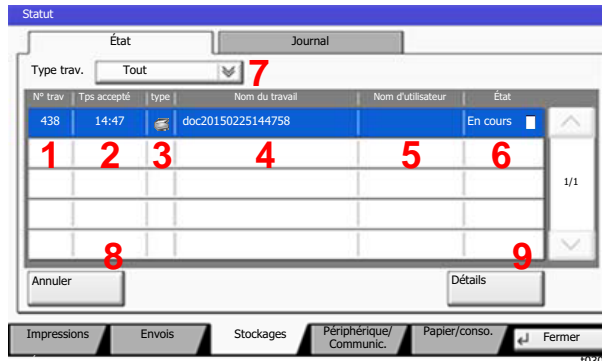 Statut
État Journal
Type trav. Tout 7
N° trav Tps accepté type Nom du travail Nom d'utilisateur État
438 14:47 doc20150225144758 En cours
1 2 3 4 5 6
1/1
8 9
Annuler Détails
Impressions Envois Stockages Périphérique/ Papier/conso. Fermer
Communic.